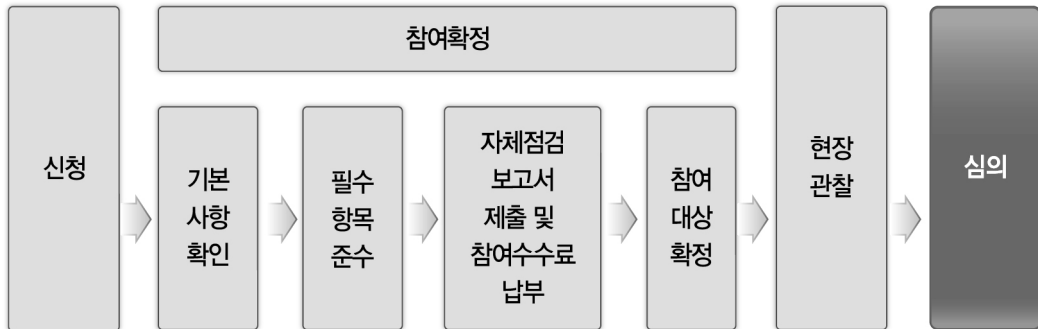 신청
참여확정
기본
사항
확인
필수
항목
준수
자체점검
보고서
제출 및
참여수수료
납부
참여
대상
확정
현장
관찰
심의